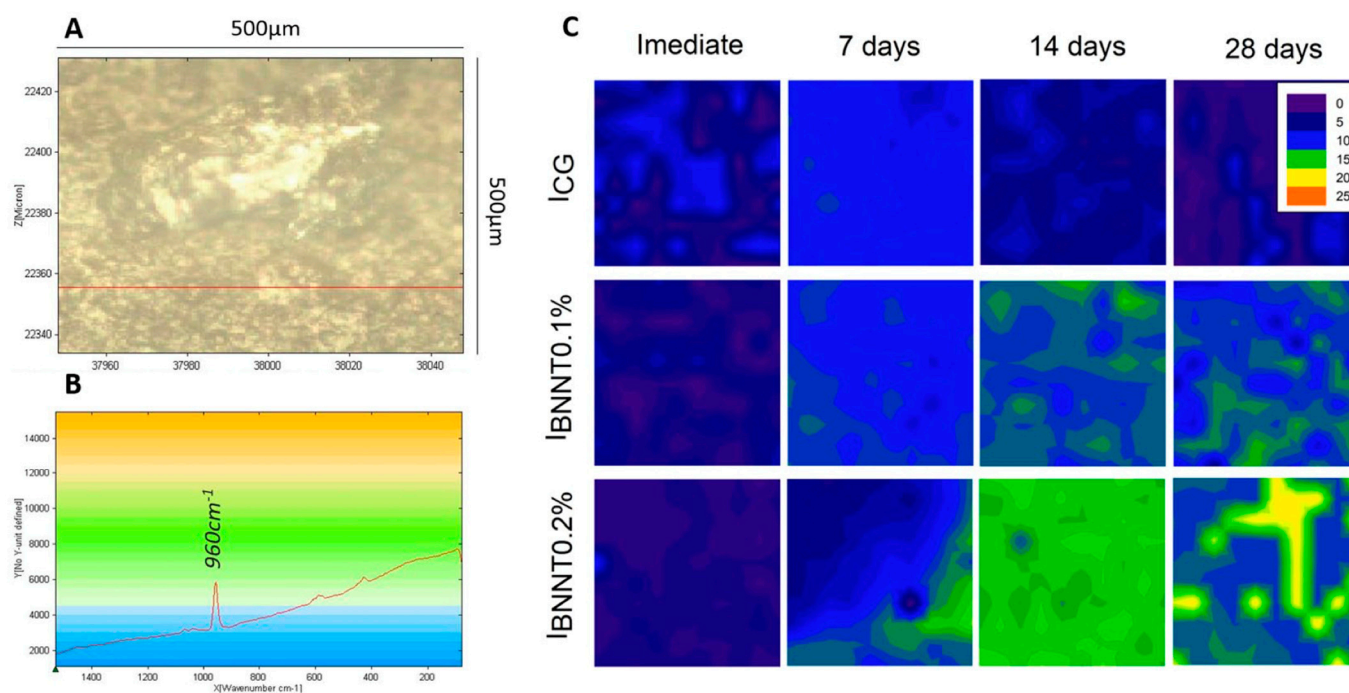 A
500µm
500µm
Z[Micron]
22420
22400
22380
22360
22340
37960
37980
38000
38020
38040
B
Y[No Y-unit defined]
14000
12000
10000
8000
6000
4000
2000
960cm⁻¹
1400
1200
1000
800
600
400
200
X[Wavenumber cm-1]
C
Imediate
7 days
14 days
28 days
ICG
0
5
10
15
20
25
IBNNT0.1%
IBNNT0.2%